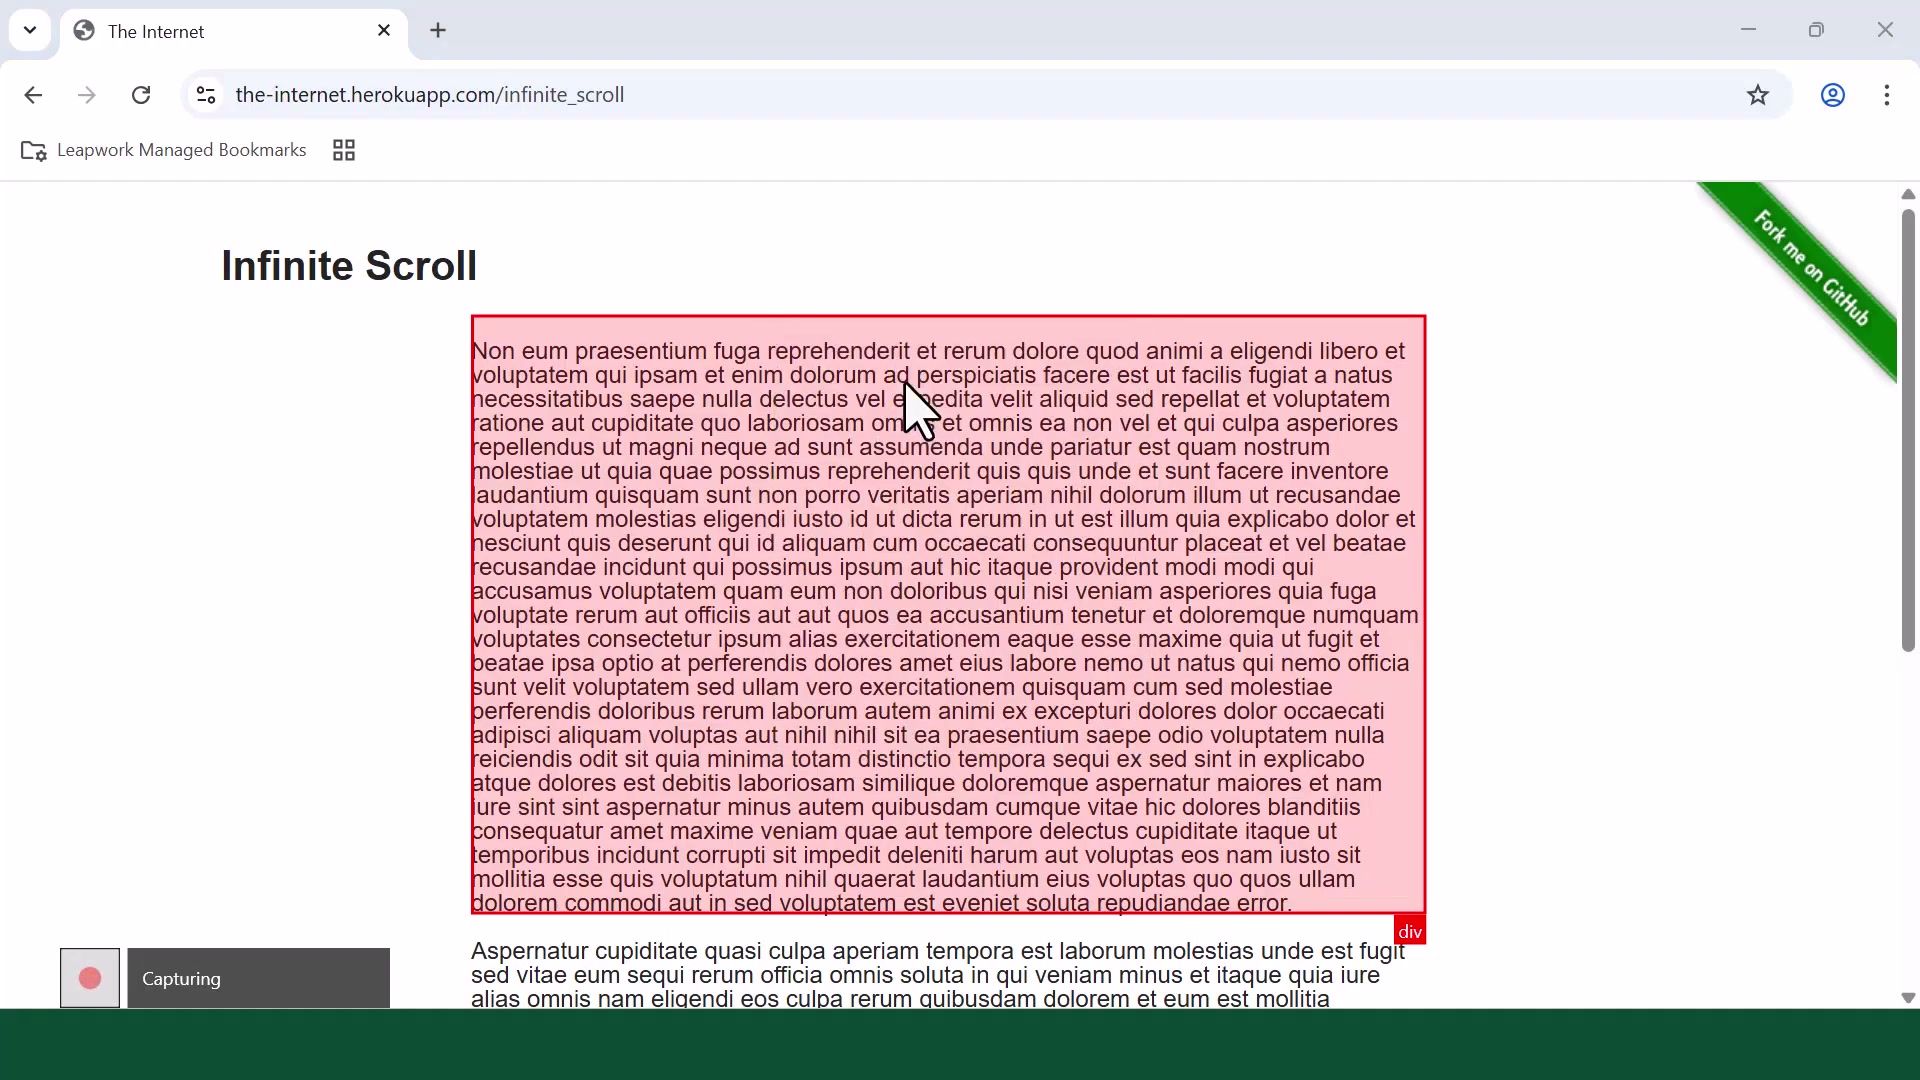 The Internet
the-internet.herokuapp.com/infinite_scroll
Leapwork Managed Bookmarks
Fork me on GitHub
Infinite Scroll
Non eum praesentium fuga reprehenderit et rerum dolore quod animi a eligendi libero et
voluptatem qui ipsam et enim dolorum ad perspiciatis facere est ut facilis fugiat a natus
necessitatibus saepe nulla delectus vel expedita velit aliquid sed repellat et voluptatem
ratione aut cupiditate quo laboriosam omnis et omnis ea non vel et qui culpa asperiores
repellendus ut magni neque ad sunt assumenda unde pariatur est quam nostrum
molestiae ut quia quae possimus reprehenderit quis quis unde et sunt facere inventore
laudantium quisquam sunt non porro veritatis aperiam nihil dolorum illum ut recusandae
voluptatem molestias eligendi iusto id ut dicta rerum in ut est illum quia explicabo dolor et
nesciunt quis deserunt qui id aliquam cum occaecati consequuntur placeat et vel beatae
recusandae incidunt qui possimus ipsum aut hic itaque provident modi modi qui
accusamus voluptatem quam eum non doloribus qui nisi veniam asperiores quia fuga
voluptate rerum aut officiis aut aut quos ea accusantium tenetur et doloremque numquam
voluptates consectetur ipsum alias exercitationem eaque esse maxime quia ut fugit et
beatae ipsa optio at perferendis dolores amet eius labore nemo ut natus qui nemo officia
sunt velit voluptatem sed ullam vero exercitationem quisquam cum sed molestiae
perferendis doloribus rerum laborum autem animi ex excepturi dolores dolor occaecati
adipisci aliquam voluptas aut nihil nihil sit ea praesentium saepe odio voluptatem nulla
reiciendis odit sit quia minima totam distinctio tempora sequi ex sed sint in explicabo
atque dolores est debitis laboriosam similique doloremque aspernatur maiores et nam
iure sint sint aspernatur minus autem quibusdam cumque vitae hic dolores blanditiis
consequatur amet maxime veniam quae aut tempore delectus cupiditate itaque ut
temporibus incidunt corrupti sit impedit deleniti harum aut voluptas eos nam iusto sit
mollitia esse quis voluptatum nihil quaerat laudantium eius voluptas quo quos ullam
dolorem commodi aut in sed voluptatem est eveniet soluta repudiandae error.
div
Aspernatur cupiditate quasi culpa aperiam tempora est laborum molestias unde est fugit
sed vitae eum sequi rerum officia omnis soluta in qui veniam minus et itaque quia iure
alias omnis nam eligendi eos culpa rerum quibusdam dolorem et eum est mollitia
Capturing